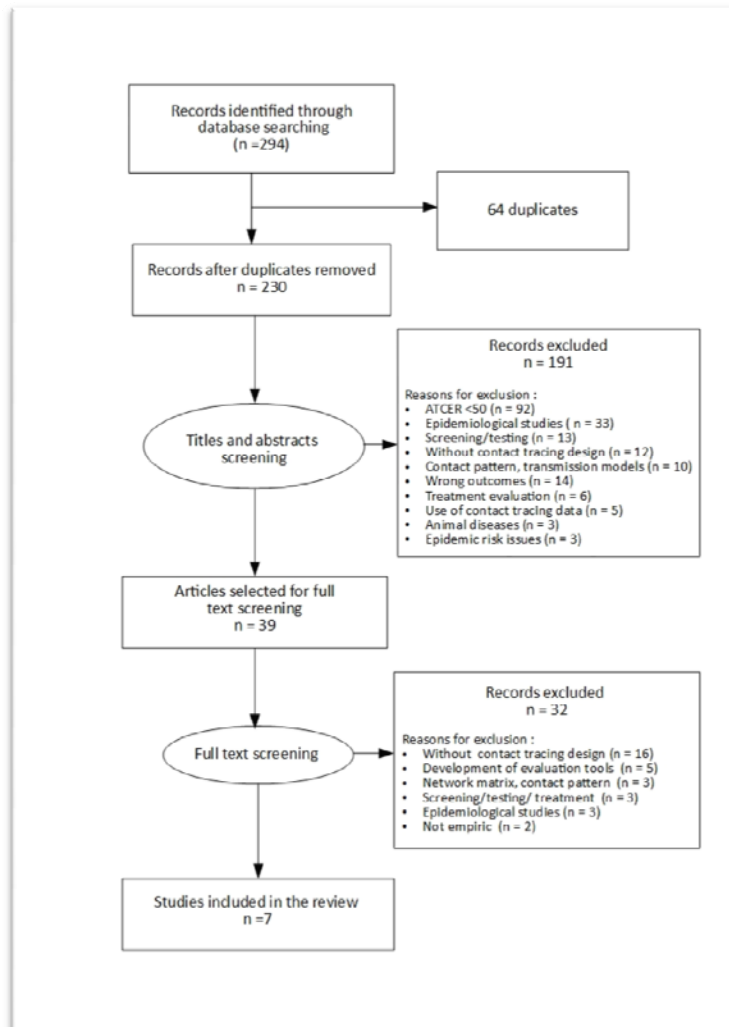 Records identified through
database searching
(n =294)
64 duplicates
Records after duplicates removed
n = 230
Records excluded
n = 191
Reasons for exclusion :
• ATCER <50 (n = 92)
• Epidemiological studies ( n = 33)
• Screening/testing (n = 13)
• Without contact tracing design (n = 12)
• Contact pattern, transmission models (n = 10)
• Wrong outcomes (n = 14)
• Treatment evaluation (n = 6)
• Use of contact tracing data (n = 5)
• Animal diseases (n = 3)
• Epidemic risk issues (n = 3)
Titles and abstracts
screening
Articles selected for full
text screening
n = 39
Records excluded
n = 32
Reasons for exclusion :
• Without contact tracing design (n = 16)
• Development of evaluation tools (n = 5)
• Network matrix, contact pattern (n = 3)
• Screening/testing/ treatment (n = 3)
• Epidemiological studies (n = 3)
• Not empiric (n = 2)
Full text screening
Studies included in the review
n =7